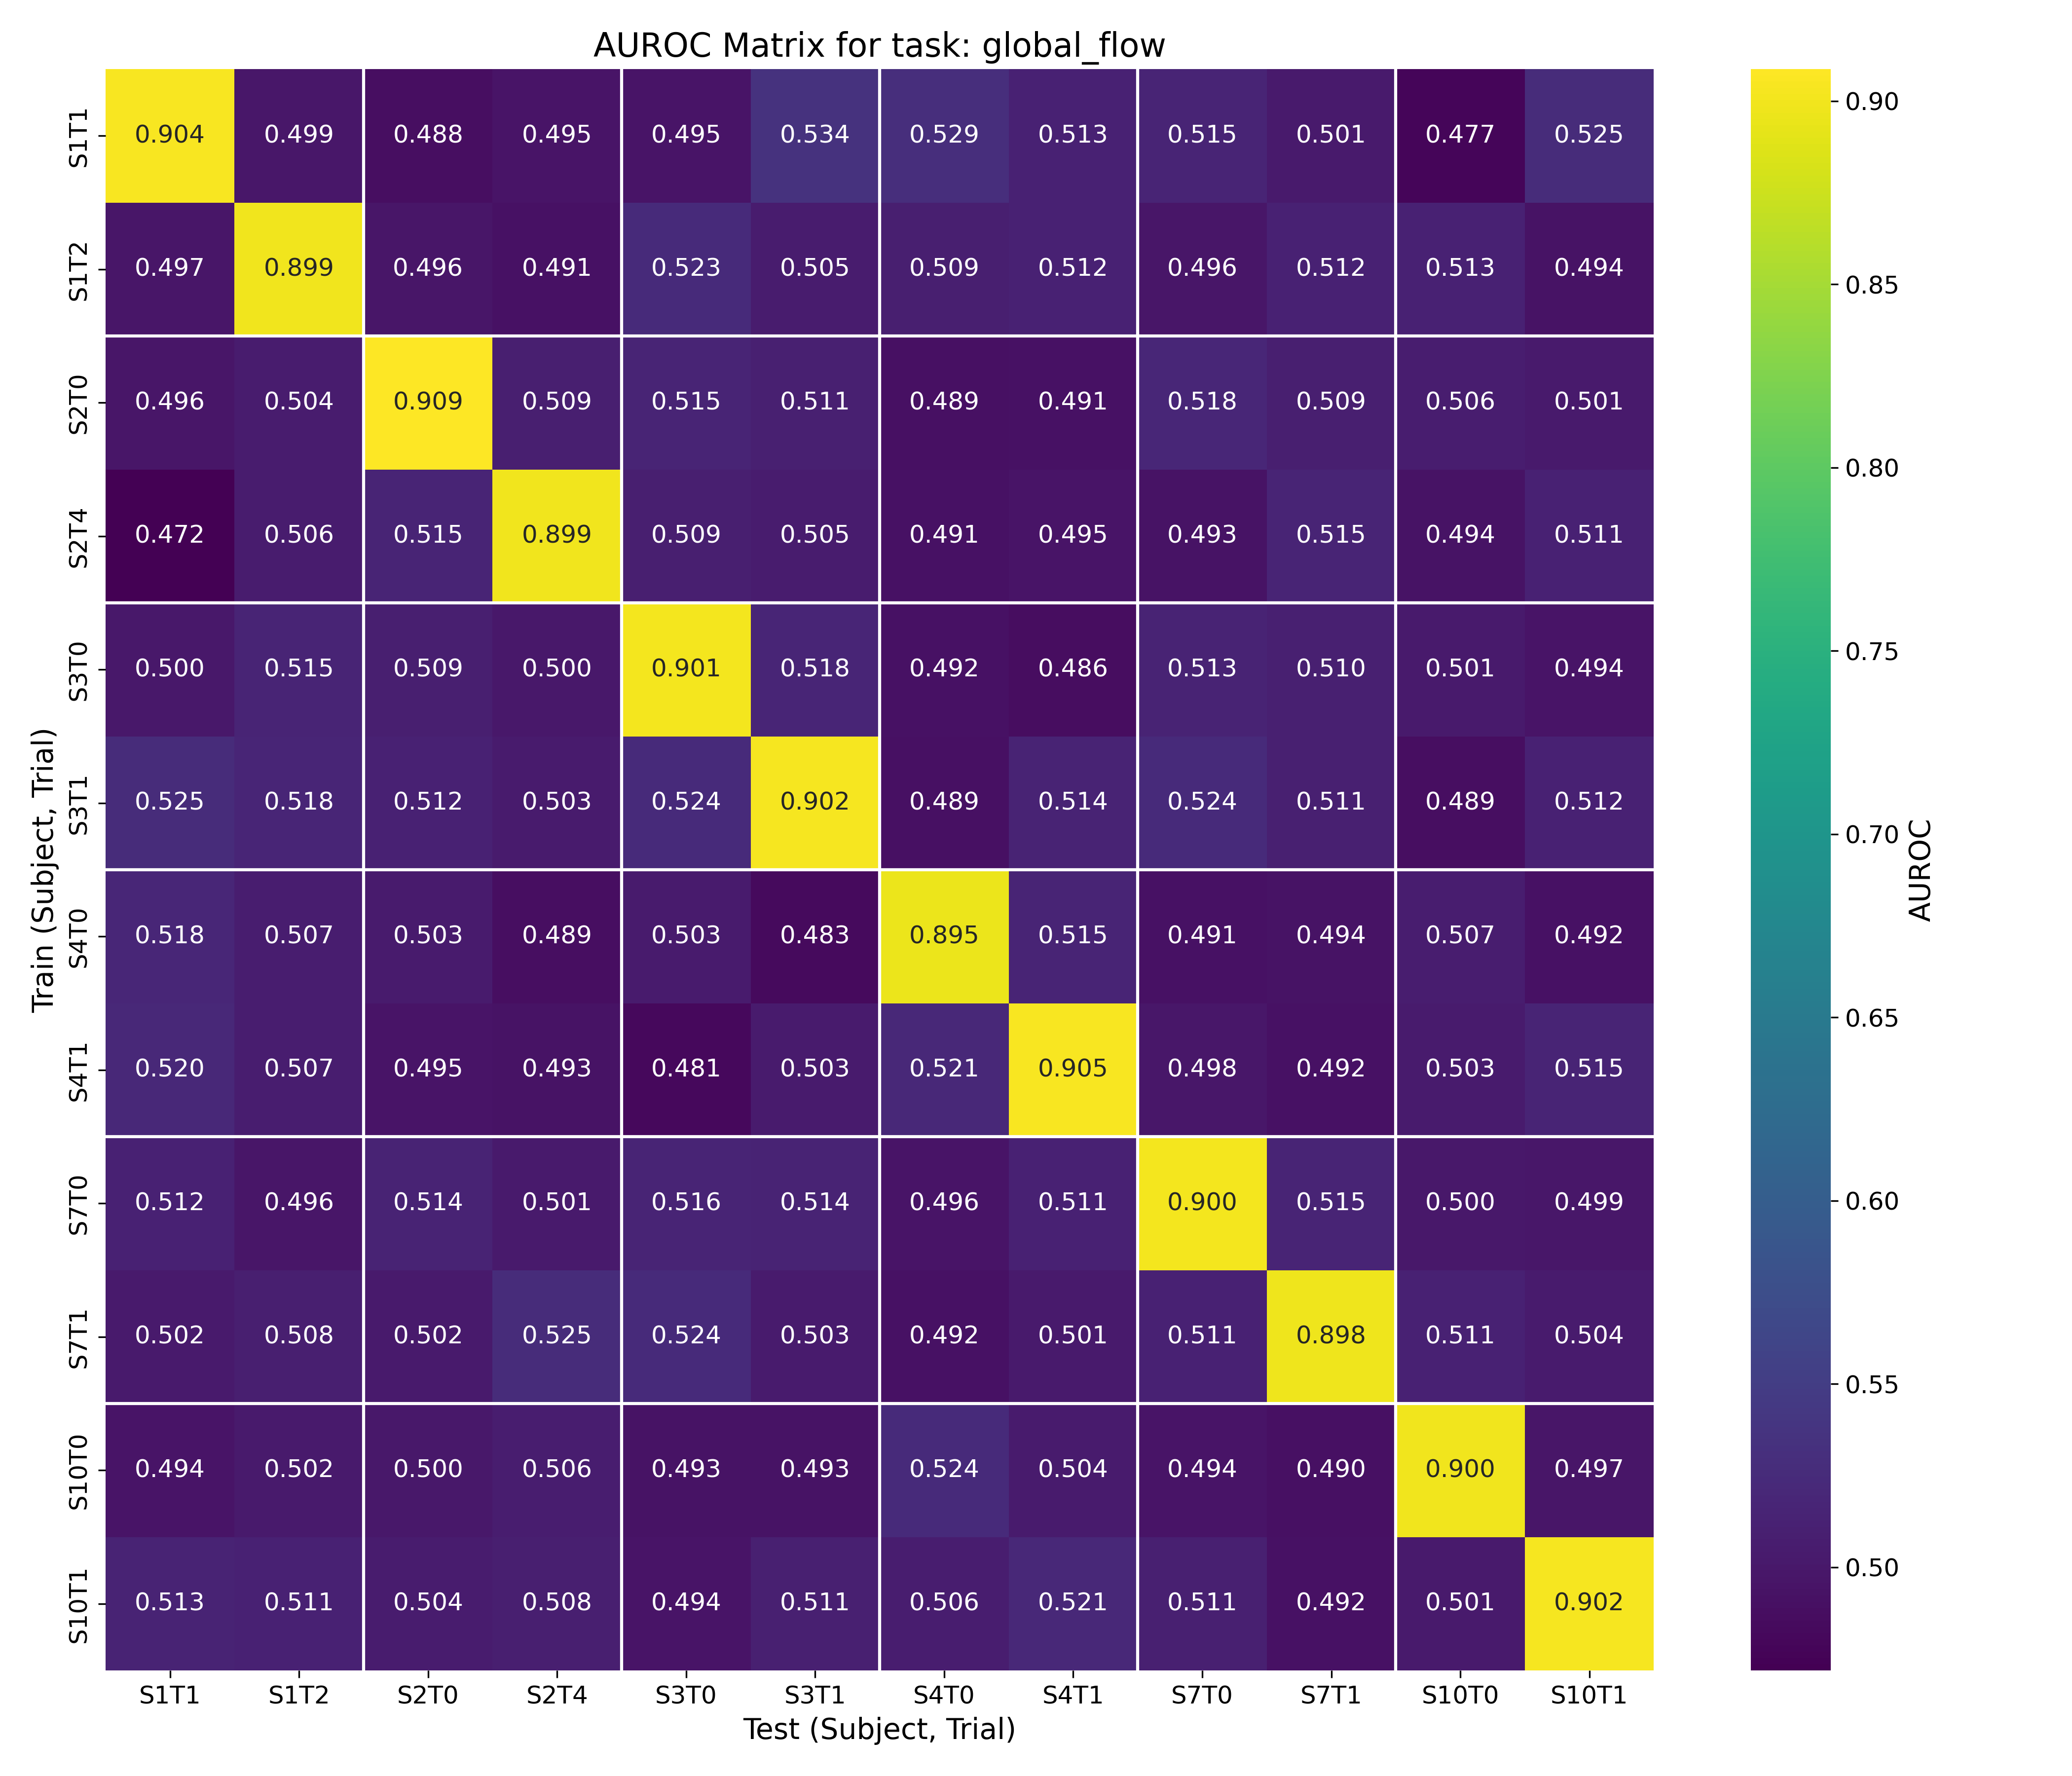 AUROC Matrix for task: global_flow
S1T1 0.904 0.499 0.488 0.495 0.495 0.534 0.529 0.513 0.515 0.501 0.477 0.525
S1T2 0.497 0.899 0.496 0.491 0.523 0.505 0.509 0.512 0.496 0.512 0.513 0.494
S2T0 0.496 0.504 0.909 0.509 0.515 0.511 0.489 0.491 0.518 0.509 0.506 0.501
S2T4 0.472 0.506 0.515 0.899 0.509 0.505 0.491 0.495 0.493 0.515 0.494 0.511
S3T0 0.500 0.515 0.509 0.500 0.901 0.518 0.492 0.486 0.513 0.510 0.501 0.494
S3T1 0.525 0.518 0.512 0.503 0.524 0.902 0.489 0.514 0.524 0.511 0.489 0.512
S4T0 0.518 0.507 0.503 0.489 0.503 0.483 0.895 0.515 0.491 0.494 0.507 0.492
S4T1 0.520 0.507 0.495 0.493 0.481 0.503 0.521 0.905 0.498 0.492 0.503 0.515
S7T0 0.512 0.496 0.514 0.501 0.516 0.514 0.496 0.511 0.900 0.515 0.500 0.499
S7T1 0.502 0.508 0.502 0.525 0.524 0.503 0.492 0.501 0.511 0.898 0.511 0.504
S10T0 0.494 0.502 0.500 0.506 0.493 0.493 0.524 0.504 0.494 0.490 0.900 0.497
S10T1 0.513 0.511 0.504 0.508 0.494 0.511 0.506 0.521 0.511 0.492 0.501 0.902
S1T1 S1T2 S2T0 S2T4 S3T0 S3T1 S4T0 S4T1 S7T0 S7T1 S10T0 S10T1
Test (Subject, Trial)
Train (Subject, Trial)
0.90
0.85
0.80
0.75
0.70
0.65
0.60
0.55
0.50
AUROC